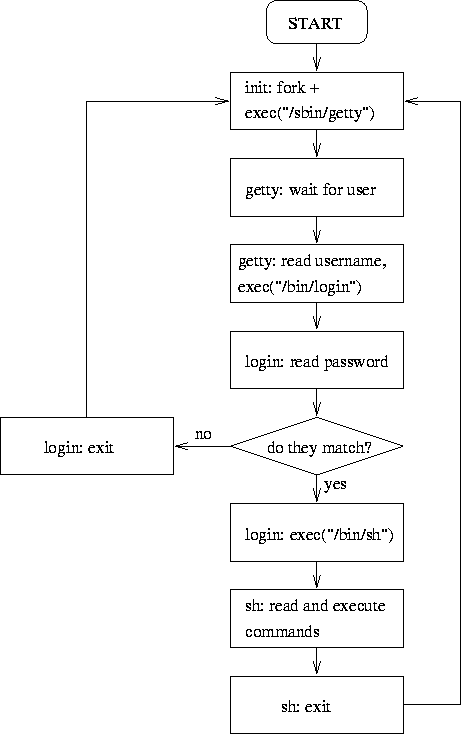 START
init: fork +
exec("/sbin/getty")
getty: wait for user
getty: read username,
exec("/bin/login")
login: read password
do they match?
no
login: exit
yes
login: exec("/bin/sh")
sh: read and execute
commands
sh: exit